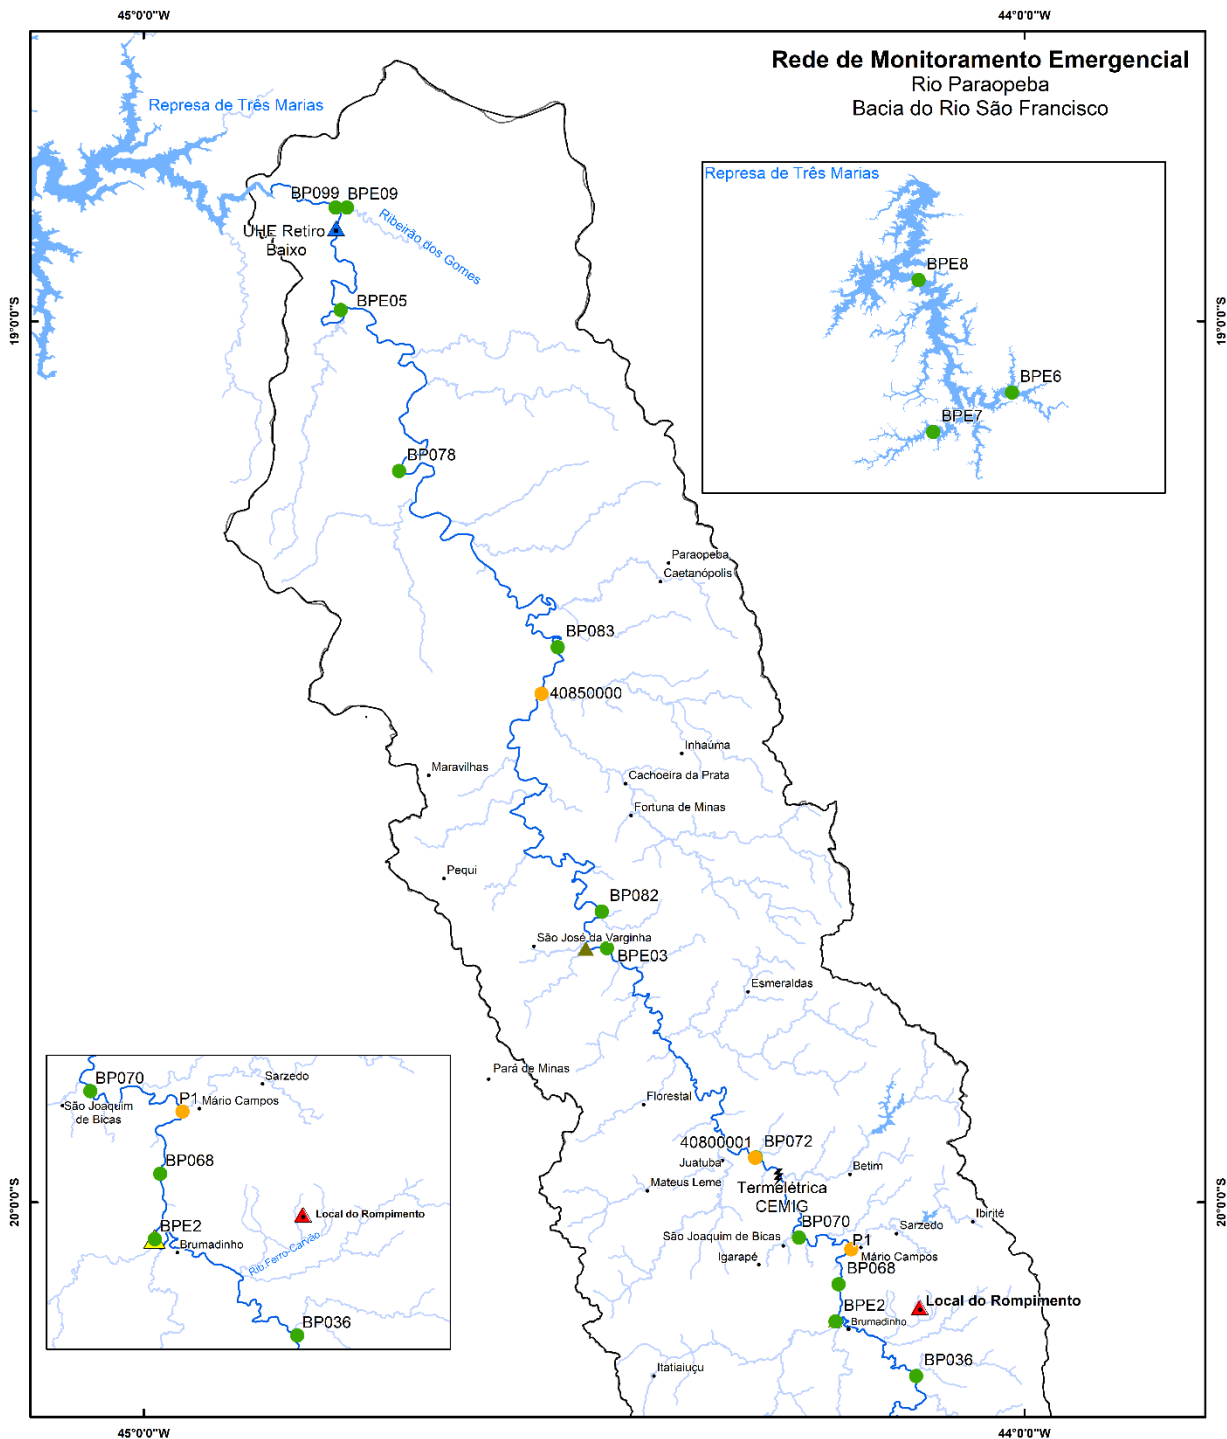 45°0'0"W
44°0'0"W
Rede de Monitoramento Emergencial
Rio Paraopeba
Bacia do Rio São Francisco
Represa de Três Marias
Represa de Três Marias
BP099
BPE09
Ribeirão dos Gomes
UHE Retiro
Baixo
BPE8
BPE05
19°0'0"S
19°0'0"S
BPE6
BPE7
BP078
Paraopeba
Caetanópolis
BP083
40850000
Inhaúma
Maravilhas
Cachoeira da Prata
Fortuna de Minas
Pequi
BP082
São José da Varginha
BPE03
Esmeraldas
Pará de Minas
Florestal
BP070
Sarzedo
P1
Mário Campos
São Joaquim
de Bicas
BP068
BPE2
Local do Rompimento
Brumadinho
Rib Ferro-Carvão
BP036
40800001
BP072
Juatuba
Betim
Mateus Leme
Termelétrica
CEMIG
20°0'0"S
20°0'0"S
Ibirité
BP070
Sarzedo
São Joaquim de Bicas
P1
Igarapé
Mário Campos
BP068
Local do Rompimento
BPE2
Brumadinho
BP036
Itatiaiuçu
45°0'0"W
44°0'0"W